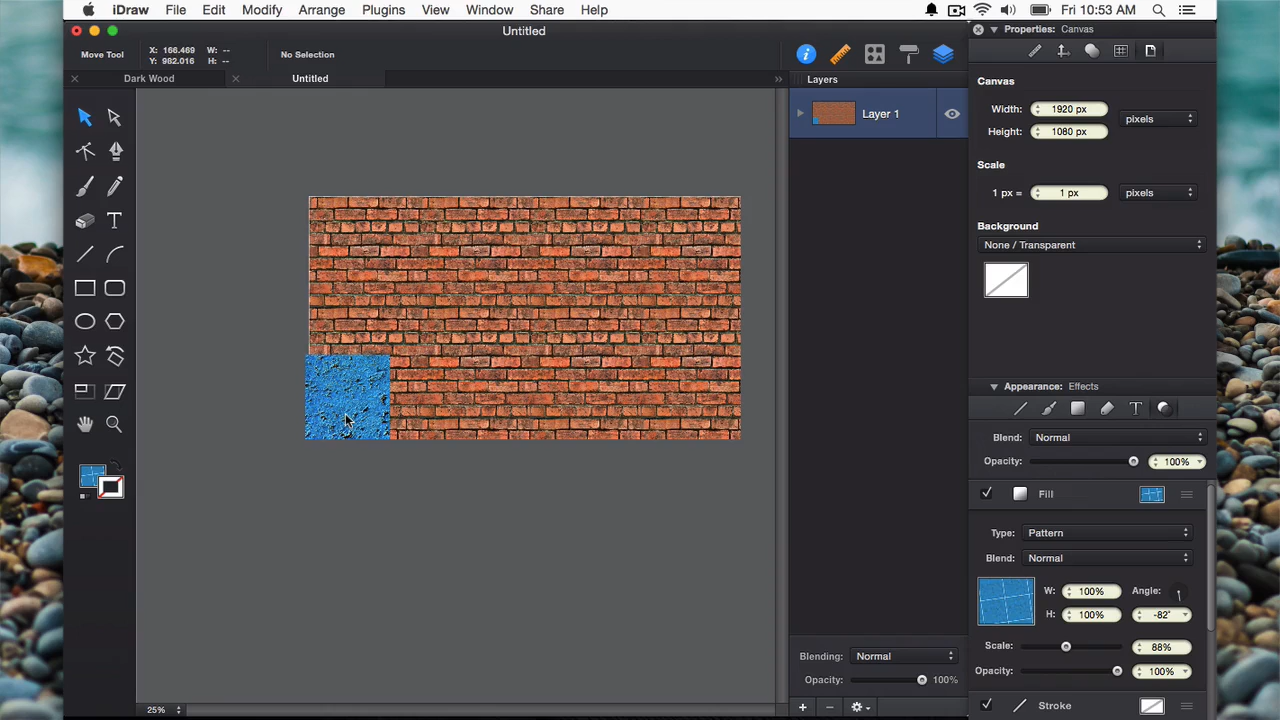 iDraw File Edit Modify Arrange Plugins View Window Share Help Fri 10:53 AM
Untitled
Properties: Canvas
Move Tool X: 166.469 W: -- No Selection
Y: 982.016 H: --
Dark Wood Untitled »
Layers
Layer 1
Canvas
Width: 1920 px pixels
Height: 1080 px
Scale
1 px = 1 px pixels
Background
None / Transparent
Appearance: Effects
T
Blend: Normal
Opacity: 100%
Fill
Type: Pattern
Blend: Normal
W: 100% Angle:
H: 100% -82°
Scale: 88%
Opacity: 100%
Stroke
Blending: Normal
Opacity: 100%
25%
T